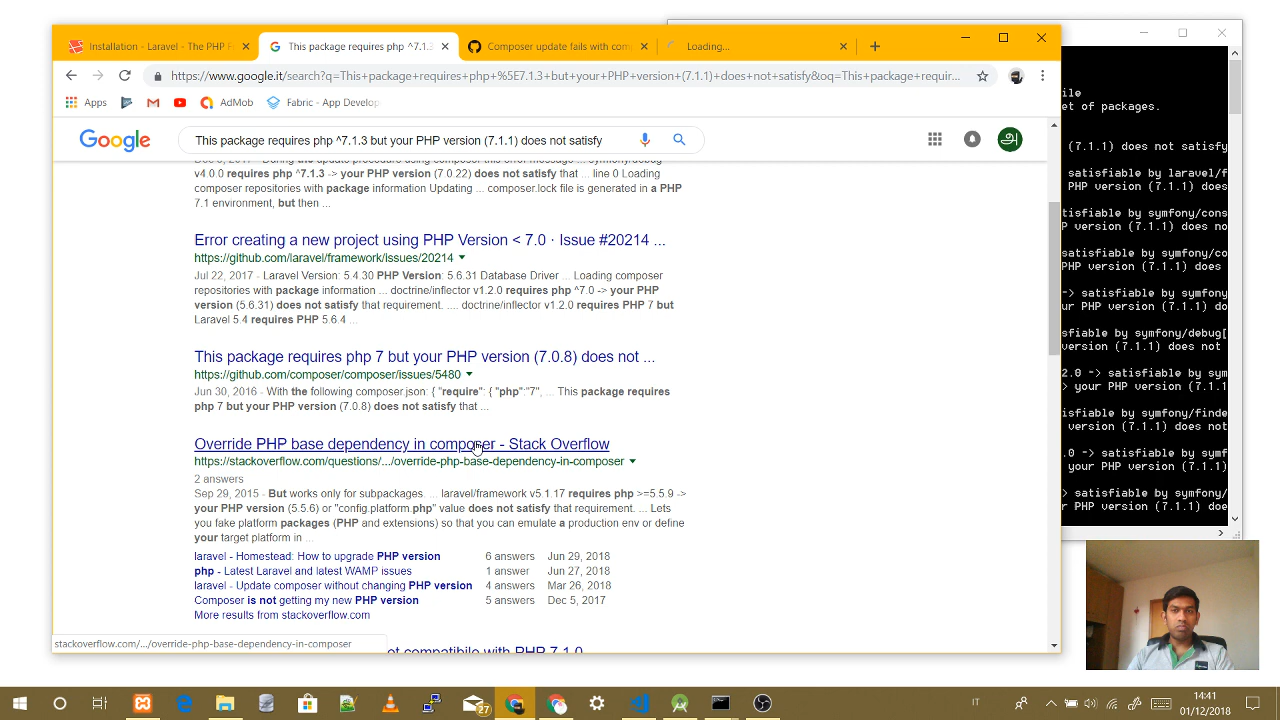 Installation - Laravel - The PHP F
This package requires php ^7.1.3
Composer update fails with com
Loading...
https://www.google.it/search?q=This+package+requires+php+%5E7.1.3+but+your+PHP+version+(7.1.1)+does+not+satisfy&oq=This+package+requir...
Apps
AdMob
Fabric - App Develop
Google
This package requires php ^7.1.3 but your PHP version (7.1.1) does not satisfy
அ
v4.0.0 requires php ^7.1.3 -> your PHP version (7.0.22) does not satisfy that ... line 0 Loading
composer repositories with package information Updating ... composer.lock file is generated in a PHP
7.1 environment, but then ...
Error creating a new project using PHP Version < 7.0 · Issue #20214 ...
https://github.com/laravel/framework/issues/20214
Jul 22, 2017 - Laravel Version: 5.4.30 PHP Version: 5.6.31 Database Driver ... Loading composer
repositories with package information ... doctrine/inflector v1.2.0 requires php ^7.0 -> your PHP
version (5.6.31) does not satisfy that requirement. .... doctrine/inflector v1.2.0 requires PHP 7 but
Laravel 5.4 requires PHP 5.6.4 ...
This package requires php 7 but your PHP version (7.0.8) does not ...
https://github.com/composer/composer/issues/5480
Jun 30, 2016 - With the following composer.json: { "require": { "php":"7", ... This package requires
php 7 but your PHP version (7.0.8) does not satisfy that ...
Override PHP base dependency in composer - Stack Overflow
https://stackoverflow.com/questions/.../override-php-base-dependency-in-composer
2 answers
Sep 29, 2015 - But works only for subpackages. ... laravel/framework v5.1.17 requires php >=5.5.9 ->
your PHP version (5.5.6) or "config.platform.php" value does not satisfy that requirement. ... Lets
you fake platform packages (PHP and extensions) so that you can emulate a production env or define
your target platform in ...
laravel - Homestead: How to upgrade PHP version 6 answers Jun 29, 2018
php - Latest Laravel and latest WAMP issues 1 answer Jun 27, 2018
laravel - Update composer without changing PHP version 4 answers Mar 26, 2018
Composer is not getting my new PHP version 5 answers Dec 5, 2017
More results from stackoverflow.com
ot compatibile with PHP 7.1.0
stackoverflow.com/.../override-php-base-dependency-in-composer
ile
et of packages.
(7.1.1) does not satisfy
satisfiable by laravel/f
PHP version (7.1.1) does
tisfiable by symfony/cons
PHP version (7.1.1) does
satisfiable by symfony/co
HP version (7.1.1) does
-> satisfiable by symfony
ur PHP version (7.1.1) do
sfiable by symfony/debug[
version (7.1.1) does not
2.0 -> satisfiable by sym
> your PHP version (7.1.1
isfiable by symfony/finde
version (7.1.1) does not
.0 -> satisfiable by symf
your PHP version (7.1.1)
> satisfiable by symfony/
r PHP version (7.1.1) doe
27
IT
14:41
01/12/2018